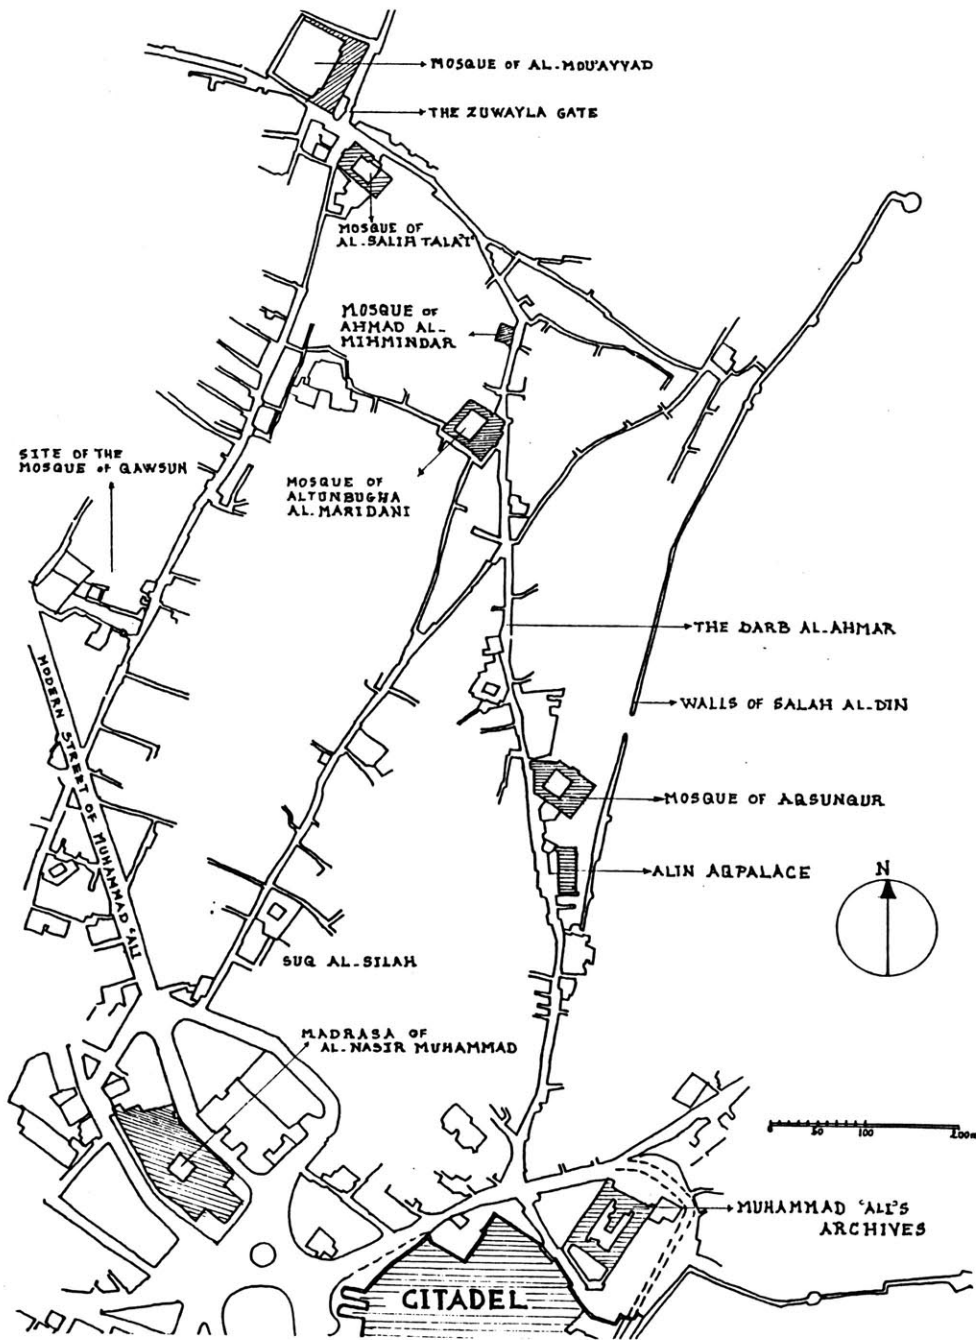 MOSQUE OF AL-MOU'AYYAD
THE ZUWAYLA GATE
MOSQUE OF
AL-SALIH TALA'I'
MOSQUE OF
AHMAD AL-
MIHMINDAR
SITE OF THE
MOSQUE of QAWSUN
MOSQUE OF
ALTUNBUGHA
AL-MARIDANI
THE DARB AL-AHMAR
MODERN STREET OF MUHAMMAD 'ALI
WALLS OF SALAH AL-DIN
MOSQUE OF AQSUNQUR
ALIN AQPALACE
N
SUQ AL-SILAH
MADRASA OF
AL-NASIR MUHAMMAD
50 100 200m
MUHAMMAD 'ALI'S
ARCHIVES
CITADEL